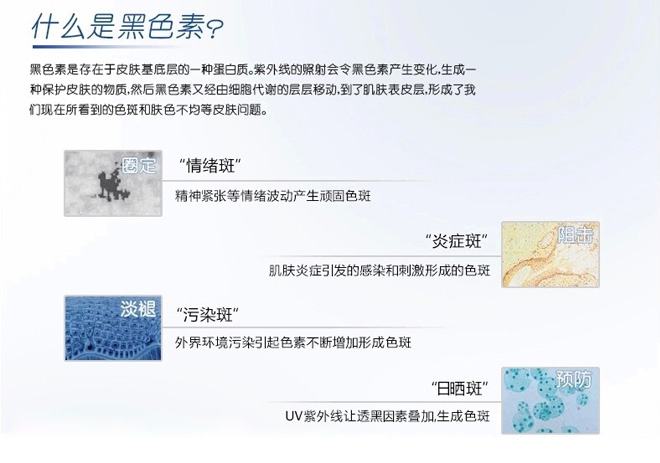 什么是黑色素?
黑色素是存在于皮肤基底层的一种蛋白质。紫外线的照射会令黑色素产生变化,生成一
种保护皮肤的物质,然后黑色素又经由细胞代谢的层层移动,到了肌肤表皮层,形成了我
们现在所看到的色斑和肤色不均等皮肤问题。
圈定
“情绪斑”
精神紧张等情绪波动产生顽固色斑
“炎症斑”
阻击
肌肤炎症引发的感染和刺激形成的色斑
淡褪
“污染斑”
外界环境污染引起色素不断增加形成色斑
“日晒斑”
预防
UV紫外线让透黑因素叠加,生成色斑